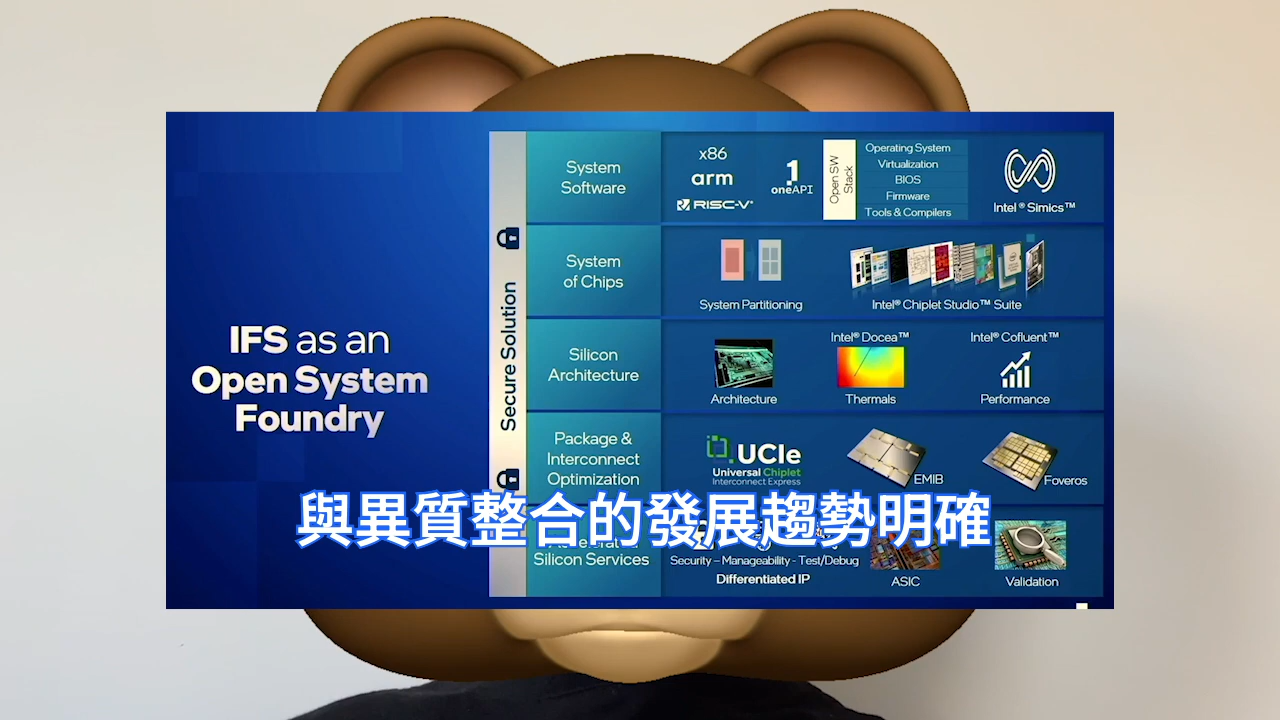 IFS as an
Open System
Foundry
Secure Solution
System
Software
x86
arm
RISC-V
1
oneAPI
Open SW
Stack
Operating System
Virtualization
BIOS
Firmware
Tools & Compilers
Intel® Simics™
System
of Chips
System Partitioning
Intel® Chiplet Studio™ Suite
Silicon
Architecture
Architecture
Intel® Docea™
Thermals
Intel® Cofluent™
Performance
Package &
Interconnect
Optimization
UCIe
Universal Chiplet
Interconnect Express
EMIB
Foveros
Silicon Services
Security – Manageability - Test/Debug
Differentiated IP
ASIC
Validation
與異質整合的發展趨勢明確